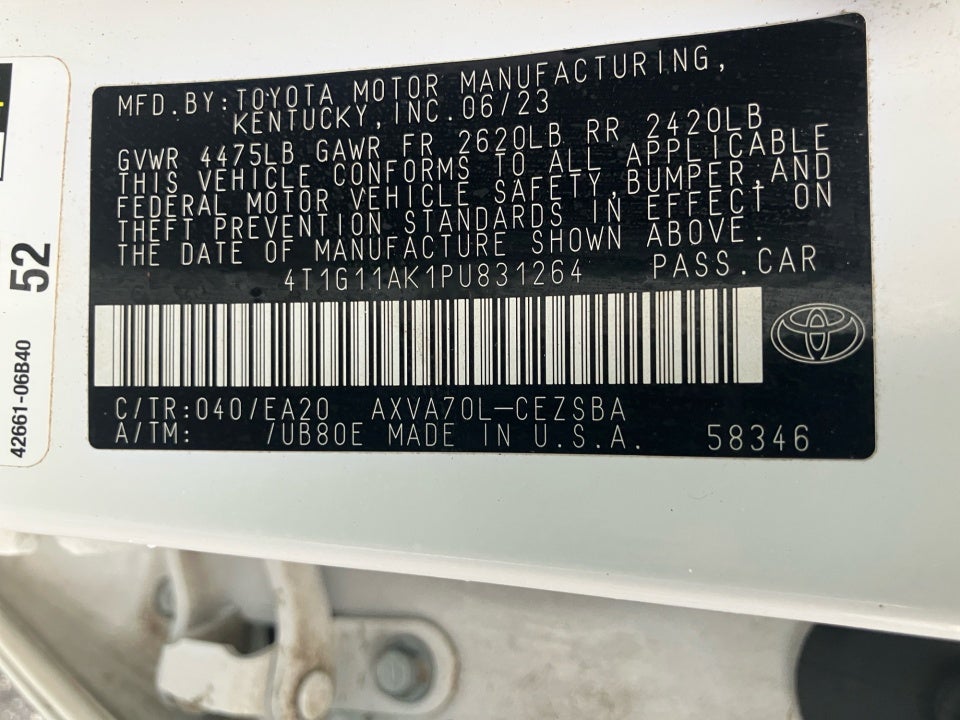 MFD.BY:TOYOTA MOTOR MANUFACTURING,
KENTUCKY, INC.06/23
GVWR 4475LB GAWR FR 2620LB RR 2420LB
THIS VEHICLE CONFORMS TO ALL APPLICABLE
FEDERAL MOTOR VEHICLE SAFETY,BUMPER,AND
THEFT PREVENTION STANDARDS IN EFFECT ON
THE DATE OF MANUFACTURE SHOWN ABOVE.
4T1G11AK1PU831264 PASS.CAR
C/TR:040/EA20 AXVA70L-CEZSBA
A/TM: /UB80E MADE IN U.S.A. 58346
52
42661-06B40